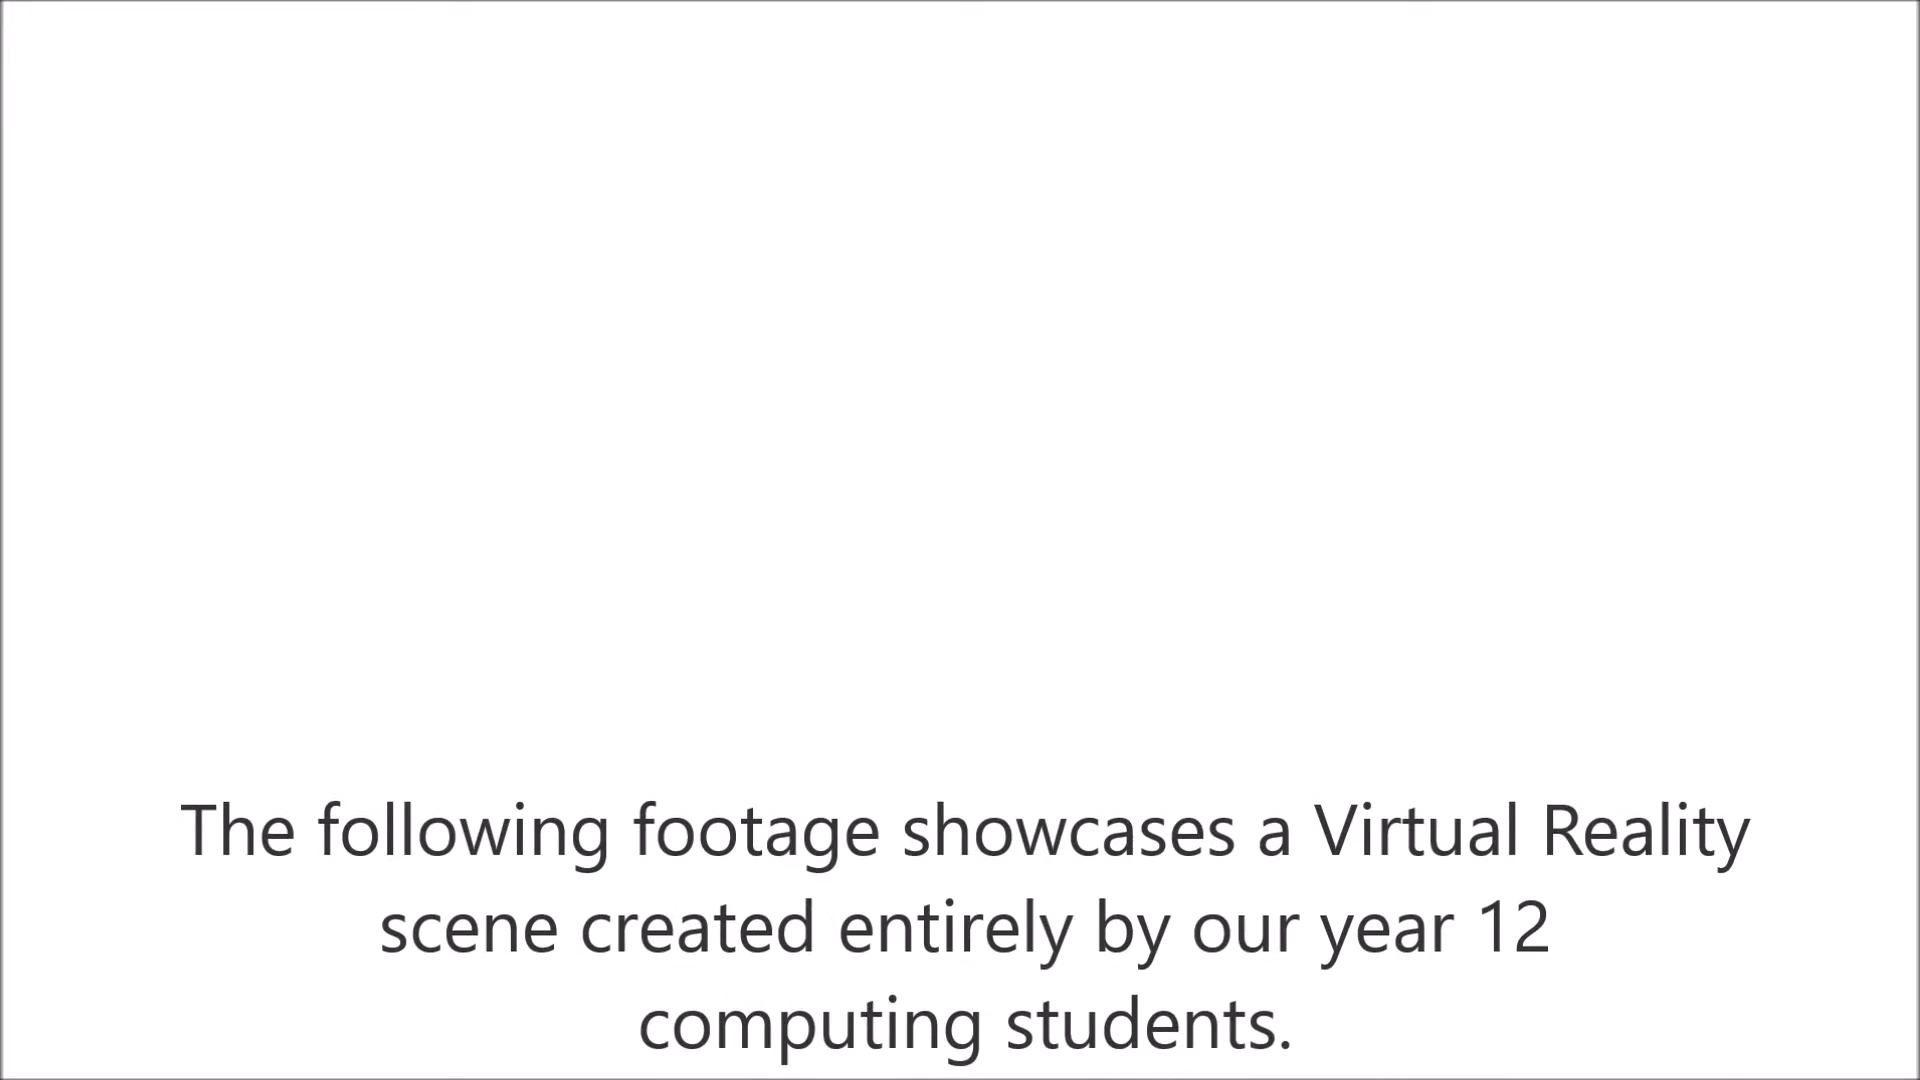 The following footage showcases a Virtual Reality
scene created entirely by our year 12
computing students.